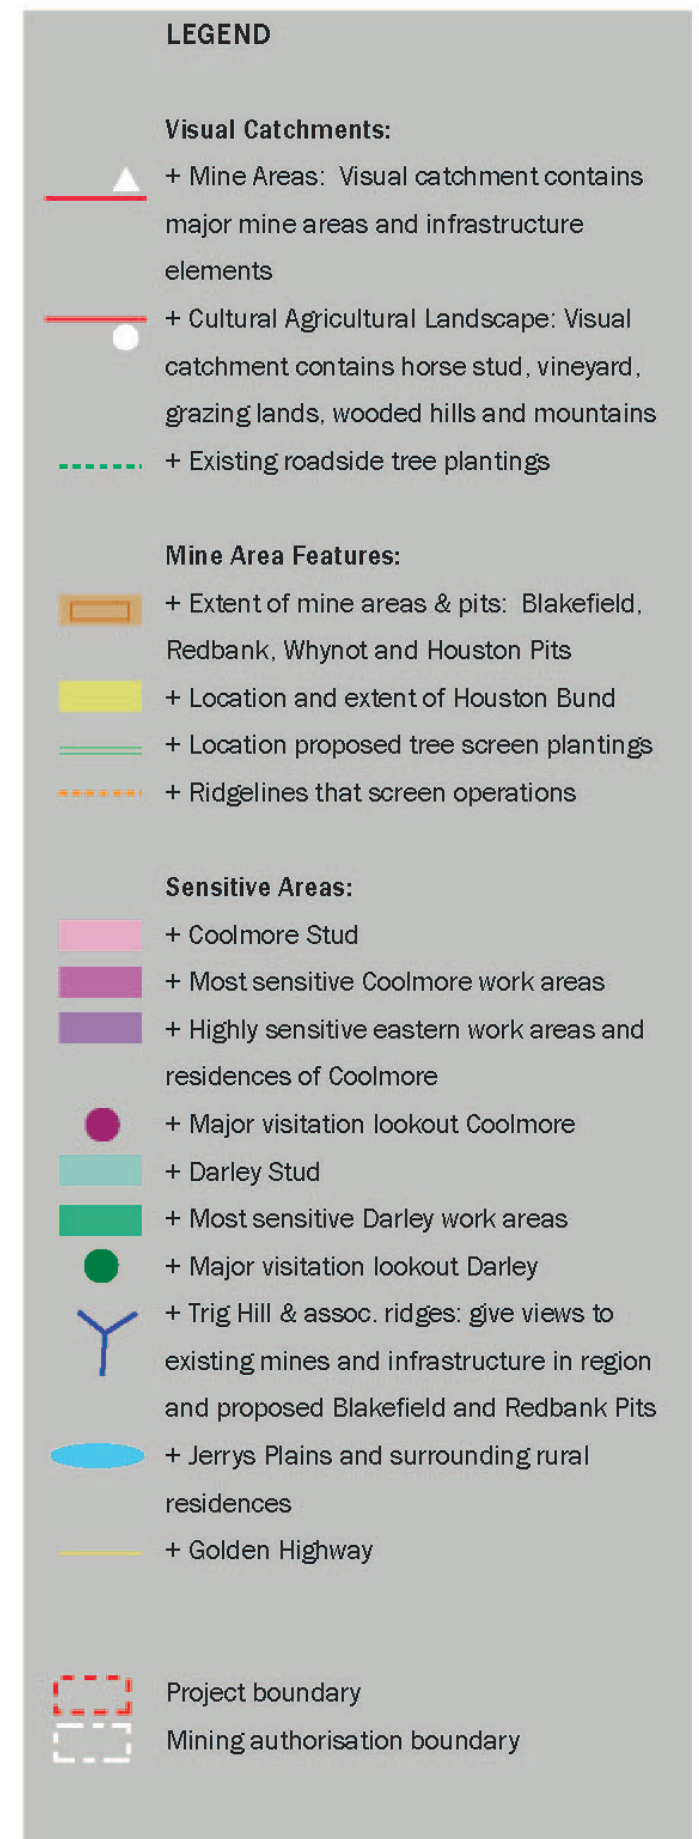 LEGEND
Visual Catchments:
+ Mine Areas: Visual catchment contains
major mine areas and infrastructure
elements
+ Cultural Agricultural Landscape: Visual
catchment contains horse stud, vineyard,
grazing lands, wooded hills and mountains
+ Existing roadside tree plantings
Mine Area Features:
+ Extent of mine areas & pits: Blakefield,
Redbank, Whynot and Houston Pits
+ Location and extent of Houston Bund
+ Location proposed tree screen plantings
+ Ridgelines that screen operations
Sensitive Areas:
+ Coolmore Stud
+ Most sensitive Coolmore work areas
+ Highly sensitive eastern work areas and
residences of Coolmore
+ Major visitation lookout Coolmore
+ Darley Stud
+ Most sensitive Darley work areas
+ Major visitation lookout Darley
+ Trig Hill & assoc. ridges: give views to
existing mines and infrastructure in region
and proposed Blakefield and Redbank Pits
+ Jerrys Plains and surrounding rural
residences
+ Golden Highway
Project boundary
Mining authorisation boundary